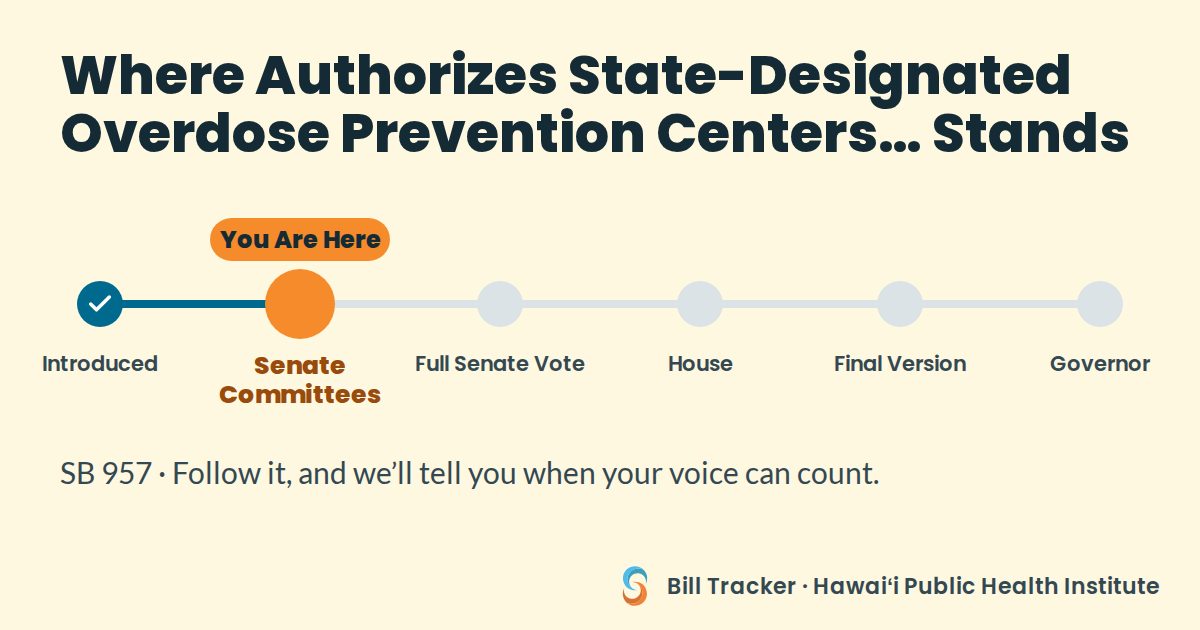 Where Authorizes State-Designated
Overdose Prevention Centers... Stands
You Are Here
Introduced
Senate
Committees
Full Senate Vote
House
Final Version
Governor
SB 957 · Follow it, and we’ll tell you when your voice can count.
Bill Tracker · Hawaiʻi Public Health Institute